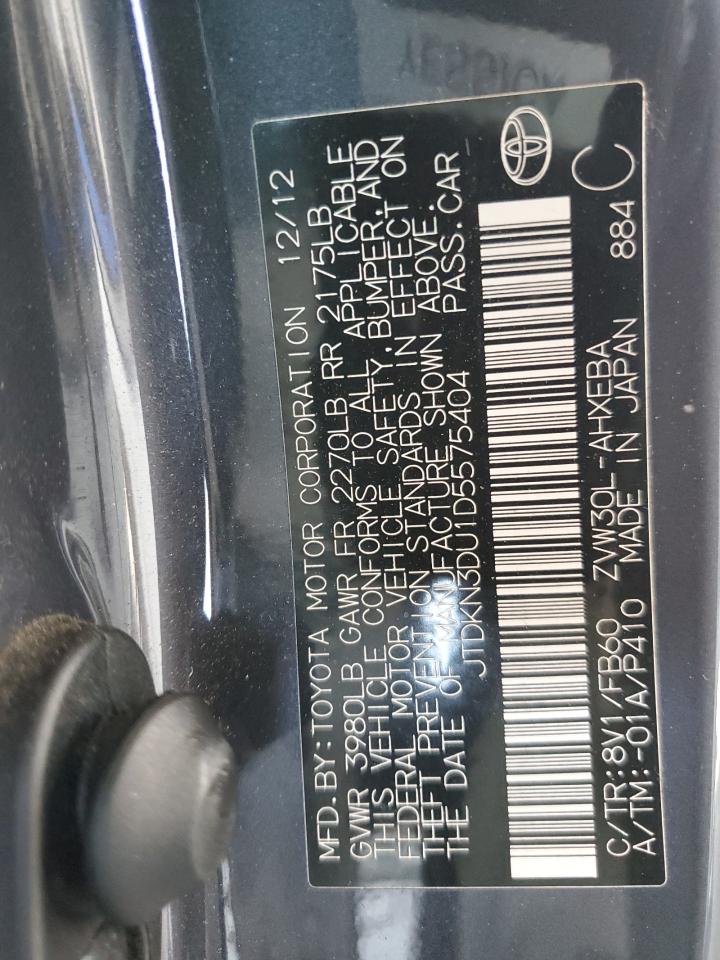 MFD.BY:TOYOTA MOTOR CORPORATION 12/12
GVWR 3980LB GAWR FR 2270LB RR 2175LB
THIS VEHICLE CONFORMS TO ALL APPLICABLE
FEDERAL MOTOR VEHICLE SAFETY, BUMPER, AND
THEFT PREVENTION STANDARDS IN EFFECT ON
THE DATE OF MANUFACTURE SHOWN ABOVE.
JTDKN3DU1D5575404 PASS.CAR
C/TR:8V1/FB60 ZVW30L-AHXEBA 884
A/TM:-01A/P410 MADE IN JAPAN C